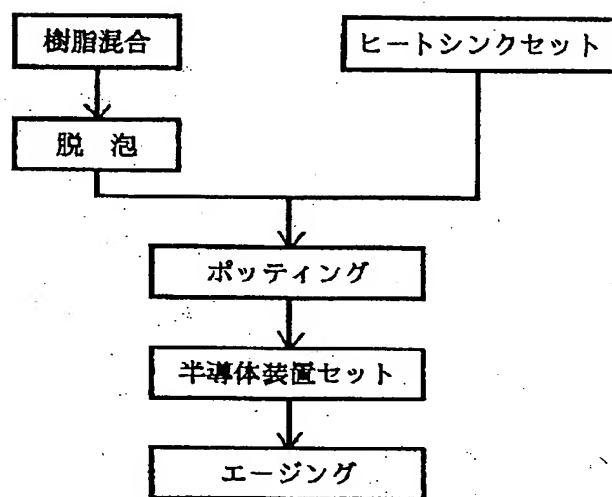 樹脂混合
ヒートシンクセット
脱 泡
ポッティング
半導体装置セット
エージング